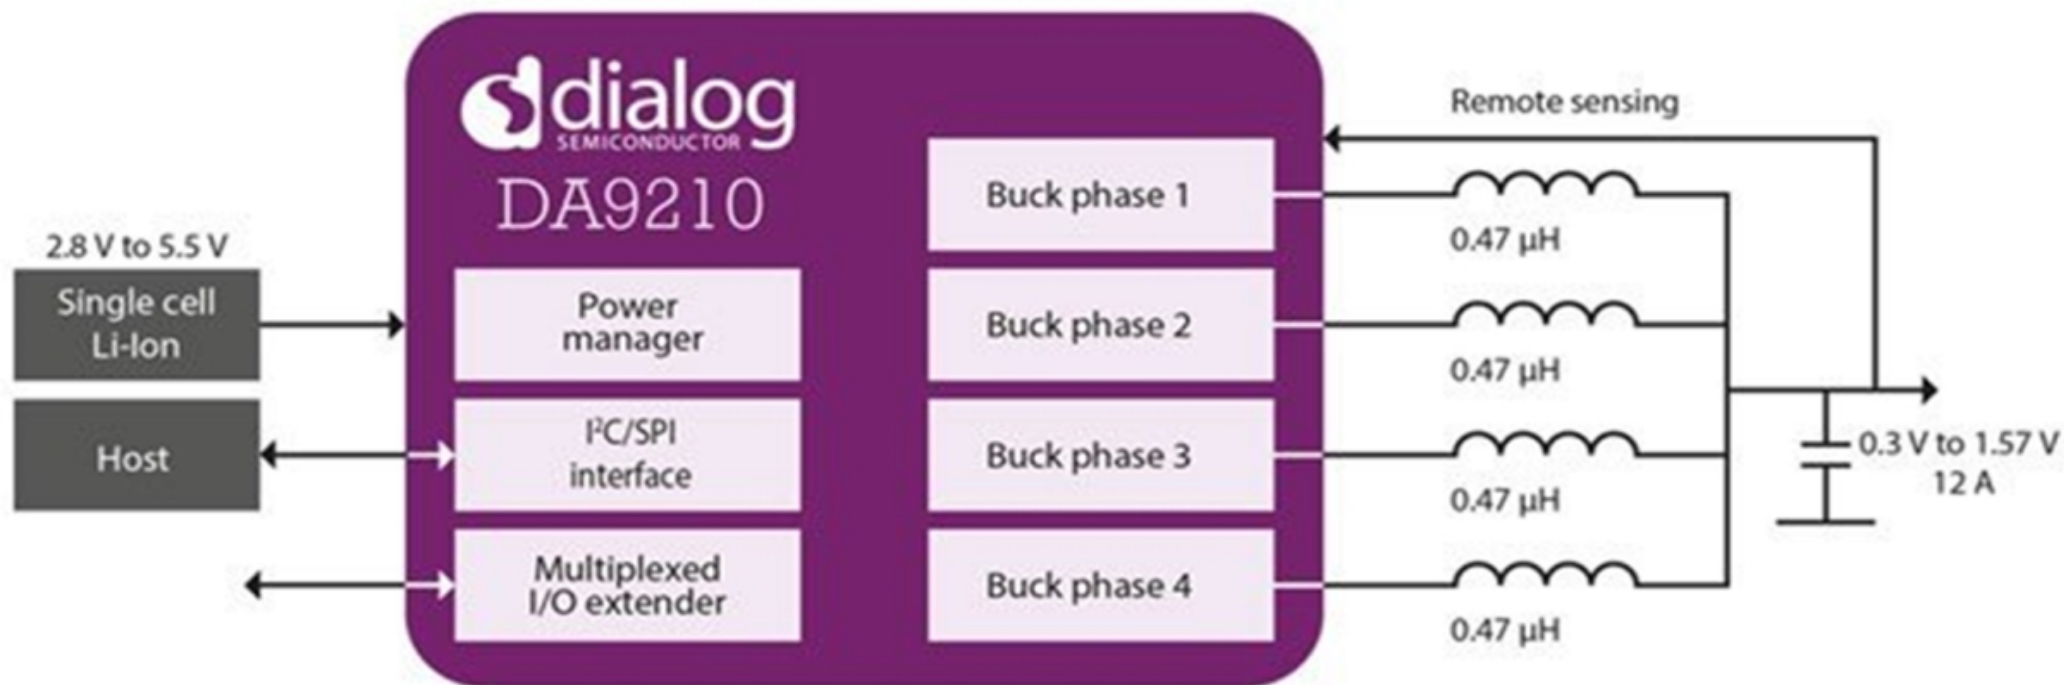 dialog
SEMICONDUCTOR
DA9210
2.8 V to 5.5 V
Single cell
Li-Ion
Host
Power
manager
I²C/SPI
interface
Multiplexed
I/O extender
Buck phase 1
Buck phase 2
Buck phase 3
Buck phase 4
Remote sensing
0.47 µH
0.47 µH
0.47 µH
0.47 µH
0.3 V to 1.57 V
12 A